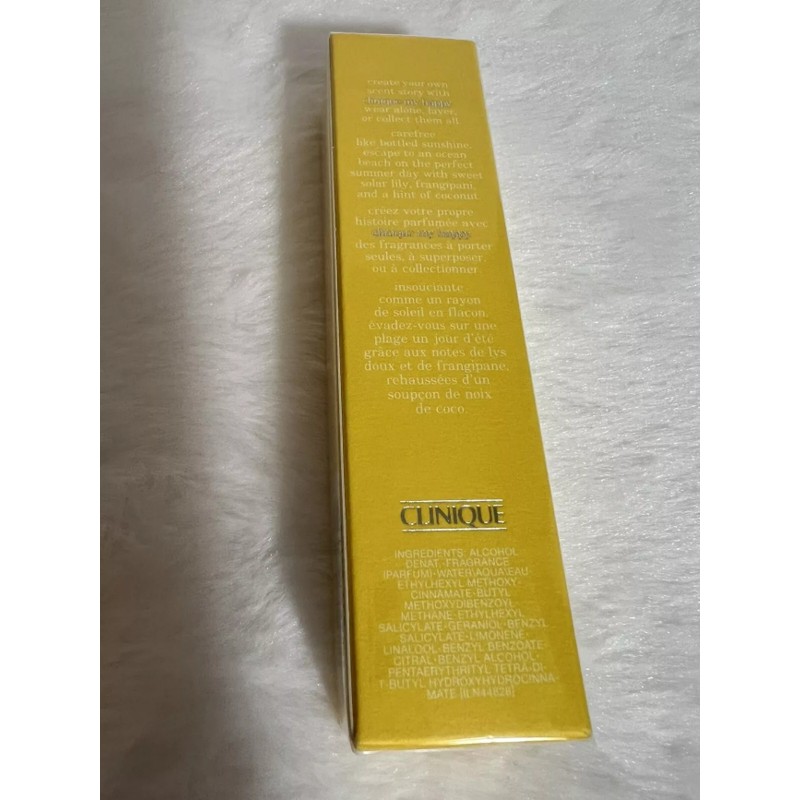 create your own
scent story with
clinique my happy
wear alone, layer,
or collect them all.
carefree
like bottled sunshine,
escape to an ocean
beach on the perfect
summer day with sweet
solar lily, frangipani,
and a hint of coconut
créez votre propre
histoire parfumée avec
clinique my happy
des fragrances à porter
seules, à superposer,
ou à collectionner
insouciante
comme un rayon
de soleil en flacon,
évadez-vous sur une
plage un jour d'été
grâce aux notes de lys
doux et de frangipane,
rehaussées d'un
soupçon de noix
de coco.
CLINIQUE
INGREDIENTS: ALCOHOL
DENAT.·FRAGRANCE
(PARFUM)·WATER\AQUA\EAU
ETHYLHEXYL METHOXY-
CINNAMATE·BUTYL
METHOXYDIBENZOYL-
METHANE·ETHYLHEXYL
SALICYLATE·GERANIOL·BENZYL
SALICYLATE·LIMONENE·
LINALOOL·BENZYL BENZOATE·
CITRAL·BENZYL ALCOHOL·
PENTAERYTHRITYL TETRA-DI-
T-BUTYL HYDROXYHYDROCINNA-
MATE [ILN44828]